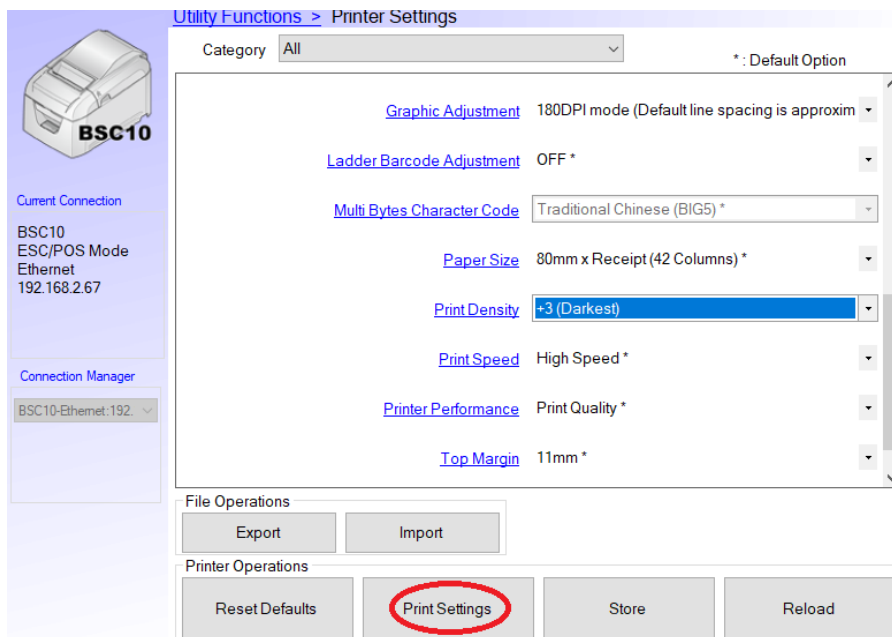 Utility Functions > Printer Settings
Category All
* : Default Option
BSC10
Current Connection
BSC10
ESC/POS Mode
Ethernet
192.168.2.67
Connection Manager
BSC10-Ethernet:192.
Graphic Adjustment 180DPI mode (Default line spacing is approxim
Ladder Barcode Adjustment OFF *
Multi Bytes Character Code Traditional Chinese (BIG5) *
Paper Size 80mm x Receipt (42 Columns) *
Print Density +3 (Darkest)
Print Speed High Speed *
Printer Performance Print Quality *
Top Margin 11mm *
File Operations
Export Import
Printer Operations
Reset Defaults Print Settings Store Reload